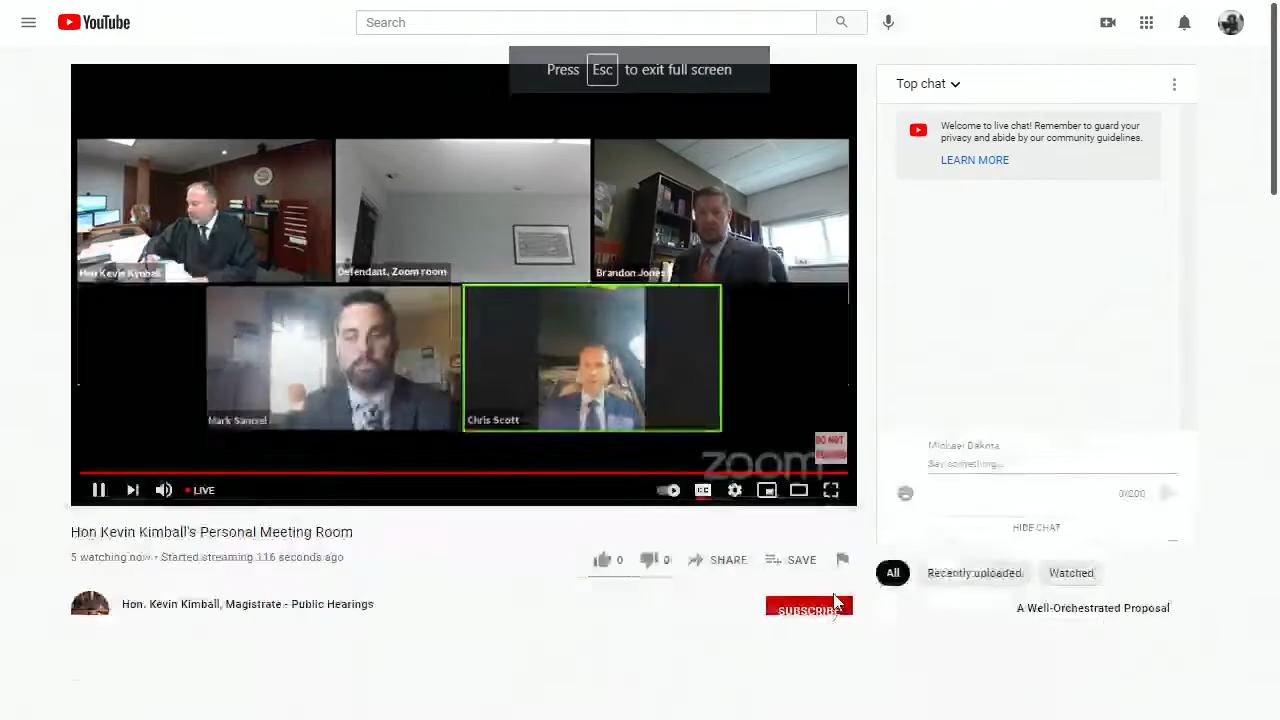 YouTube
Search
Press Esc to exit full screen
Top chat
Welcome to live chat! Remember to guard your
privacy and abide by our community guidelines.
LEARN MORE
Hon Kevin Kimball
Defendant, Zoom room
Brandon Jones
Mark
Chris Scott
DO NOT
zoom
LIVE
CC
Say something...
0/200
HIDE CHAT
Hon Kevin Kimball's Personal Meeting Room
5 watching now • Started streaming 116 seconds ago
0
0
SHARE
SAVE
All
Recently uploaded
Watched
Hon. Kevin Kimball, Magistrate - Public Hearings
SUBSCRIBE
A Well-Orchestrated Proposal